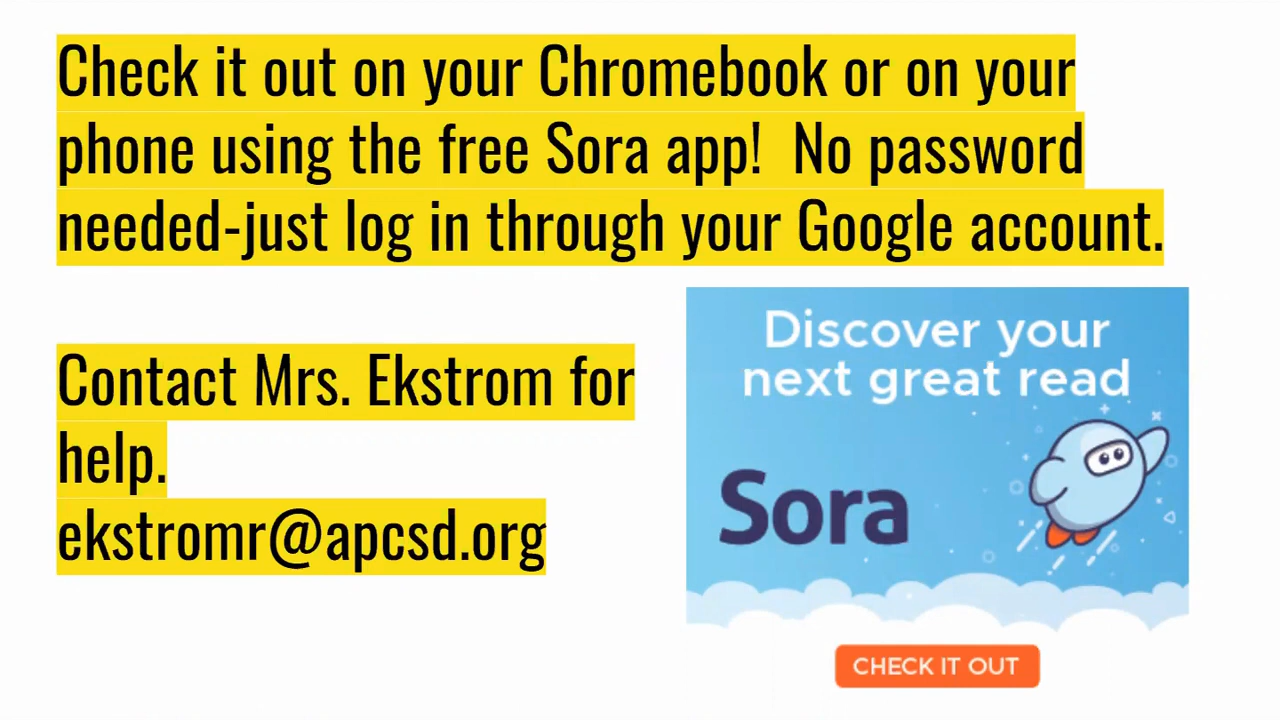 Check it out on your Chromebook or on your
phone using the free Sora app!  No password
needed-just log in through your Google account.
Contact Mrs. Ekstrom for
help.
ekstromr@apcsd.org
Discover your
next great read
Sora
CHECK IT OUT